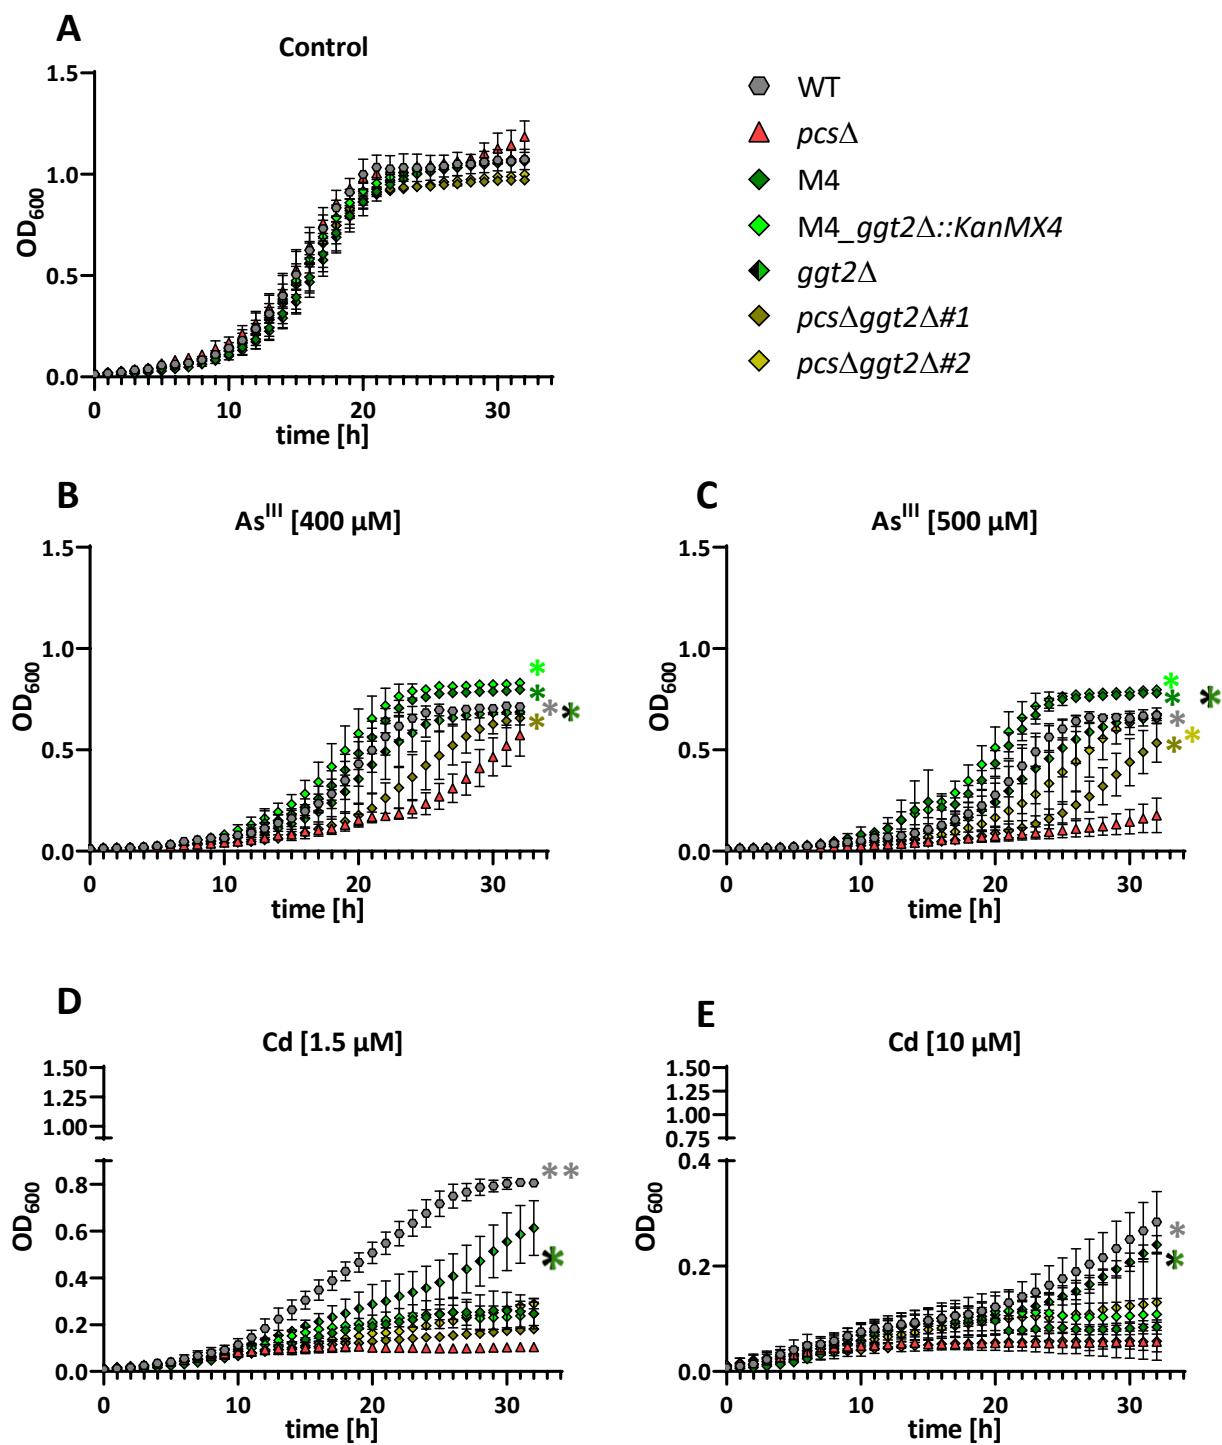 A
Control
OD600
1.5
1.0
0.5
0.0
0 10 20 30
time [h]
WT
pcsΔ
M4
M4_ggt2Δ::KanMX4
ggt2Δ
pcsΔggt2Δ#1
pcsΔggt2Δ#2
B
AsIII [400 µM]
OD600
1.5
1.0
0.5
0.0
0 10 20 30
time [h]
*
*
* *
*
C
AsIII [500 µM]
OD600
1.5
1.0
0.5
0.0
0 10 20 30
time [h]
*
* *
*
* *
D
Cd [1.5 µM]
OD600
1.50
1.25
1.00
0.8
0.6
0.4
0.2
0.0
0 10 20 30
time [h]
**
*
E
Cd [10 µM]
OD600
1.50
1.25
1.00
0.75
0.4
0.2
0.0
0 10 20 30
time [h]
*
*